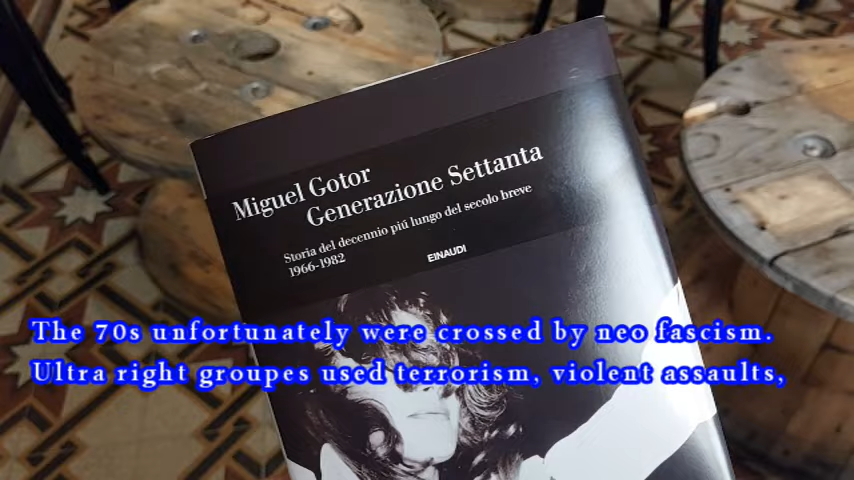 Miguel Gotor
Generazione Settanta
Storia del decennio piú lungo del secolo breve
1966-1982
EINAUDI
The 70s unfortunately were crossed by neo fascism.
Ultra right groupes used terrorism, violent assaults,